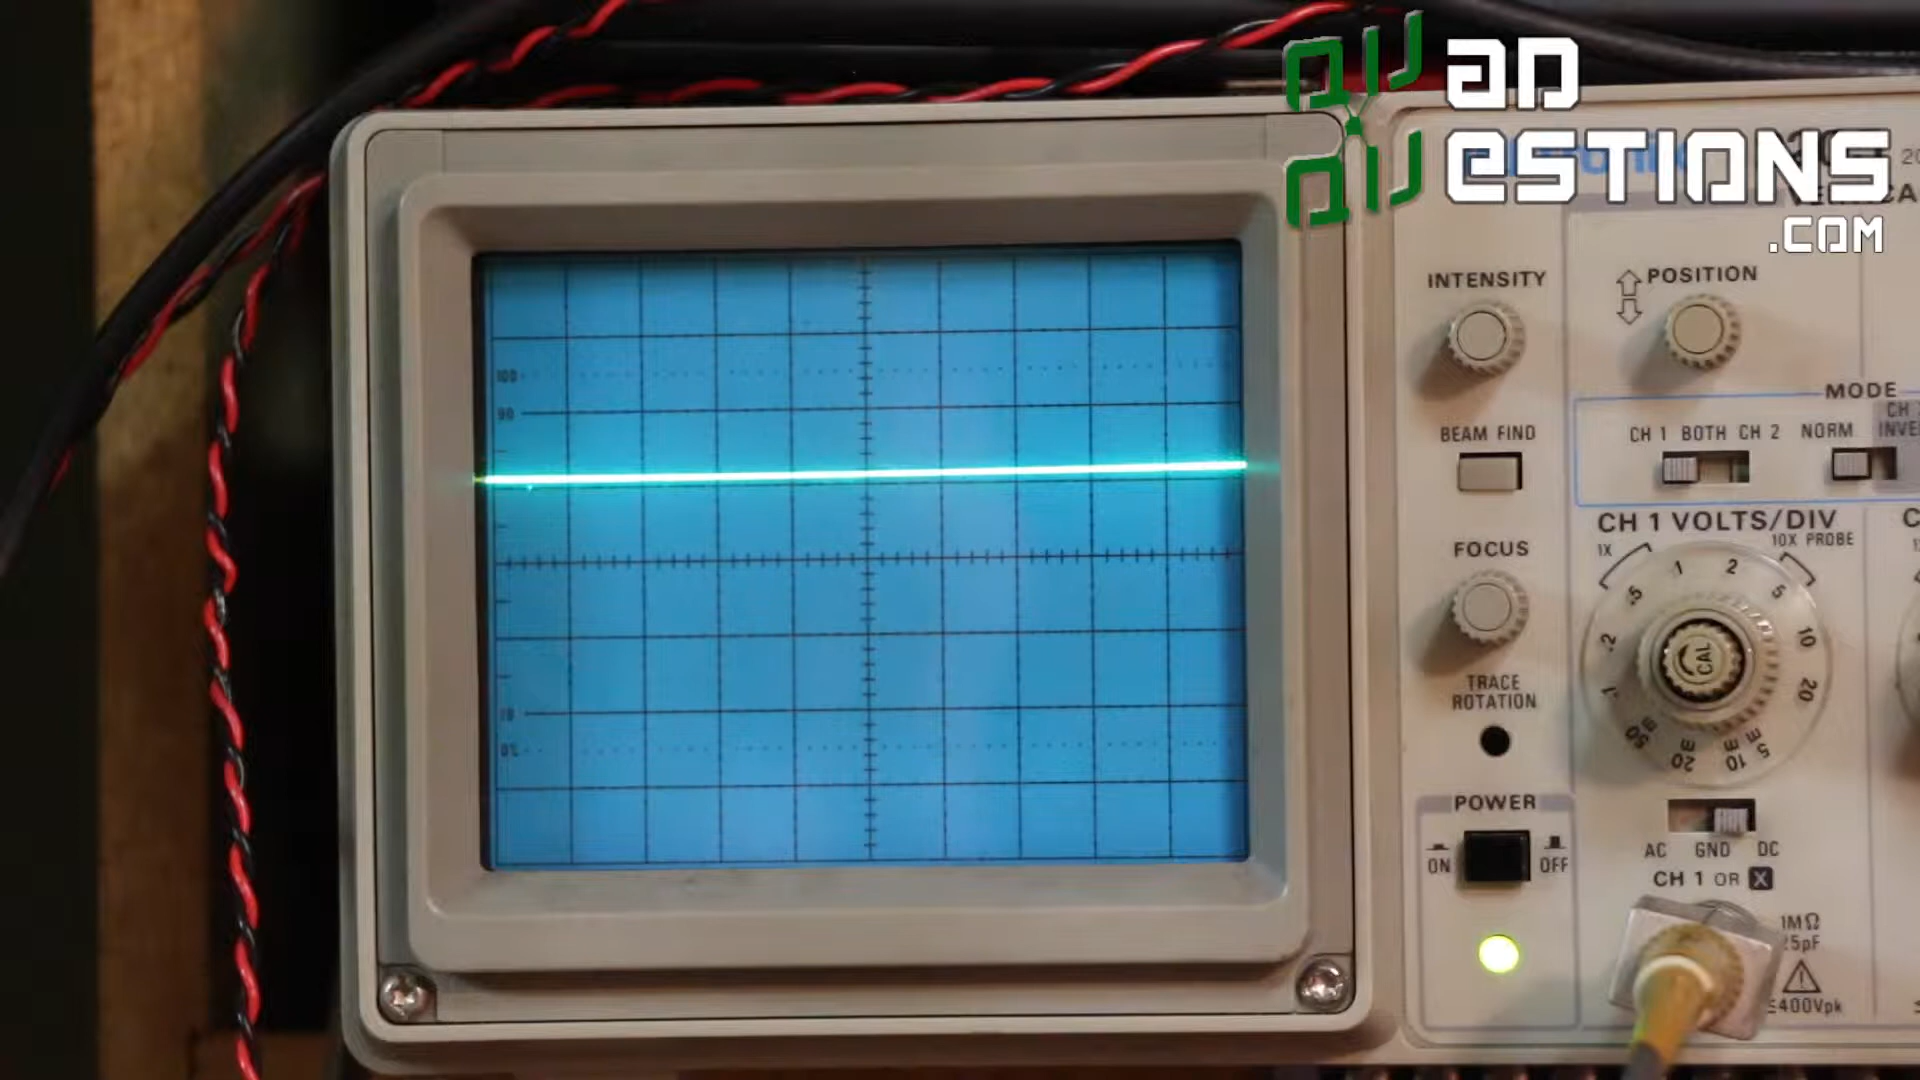 QUAD
QUESTIONS
.COM
INTENSITY
POSITION
MODE
BEAM FIND
CH 1 BOTH CH 2
NORM
CH 1 VOLTS/DIV
1X
10X PROBE
FOCUS
.1 .2 .5 1 2 5 10 20
50 m 20 m 10 m 5 m
CAL
TRACE
ROTATION
POWER
ON
OFF
AC GND DC
CH 1 OR X
1MΩ
25pF
≤400Vpk
100
90
10
0%